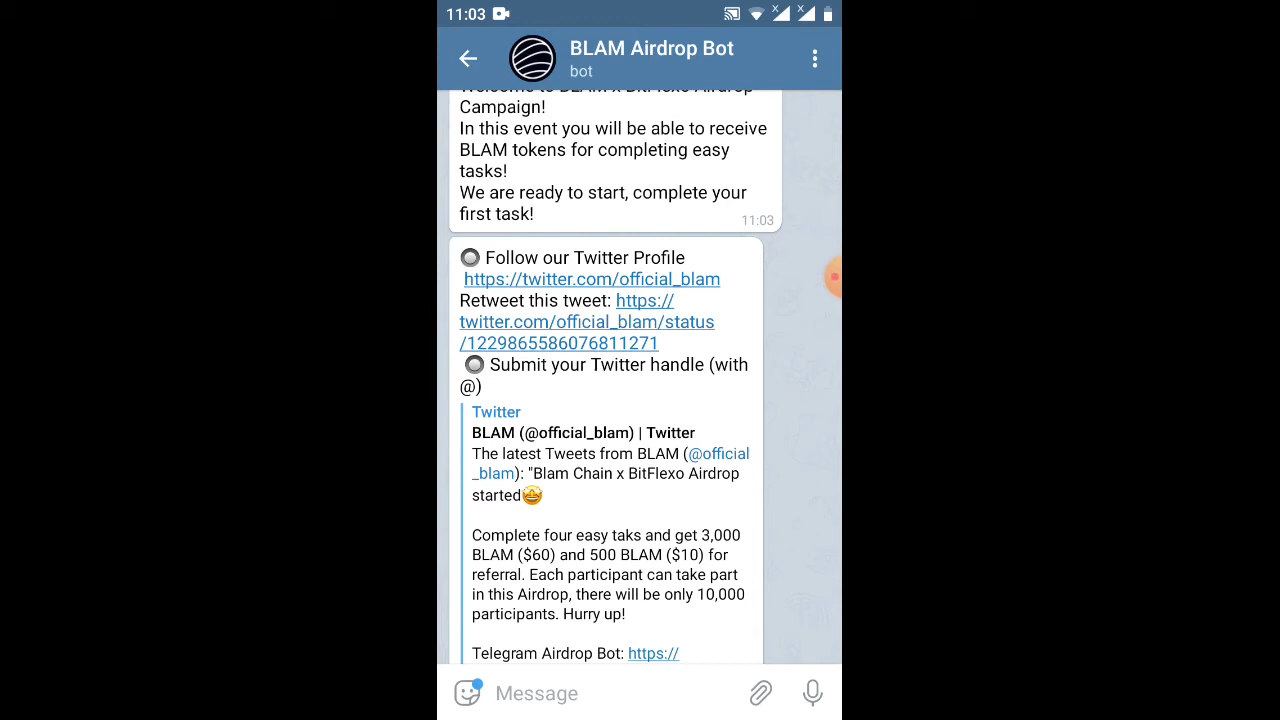 11:03
BLAM Airdrop Bot
bot
Welcome to BLAM x BitFlexo Airdrop
Campaign!
In this event you will be able to receive
BLAM tokens for completing easy
tasks!
We are ready to start, complete your
first task!
11:03
🔘 Follow our Twitter Profile
https://twitter.com/official_blam
Retweet this tweet: https://
twitter.com/official_blam/status
/1229865586076811271
🔘 Submit your Twitter handle (with
@)
Twitter
BLAM (@official_blam) | Twitter
The latest Tweets from BLAM (@official
_blam): "Blam Chain x BitFlexo Airdrop
started🤩
Complete four easy taks and get 3,000
BLAM ($60) and 500 BLAM ($10) for
referral. Each participant can take part
in this Airdrop, there will be only 10,000
participants. Hurry up!
Telegram Airdrop Bot: https://
Message